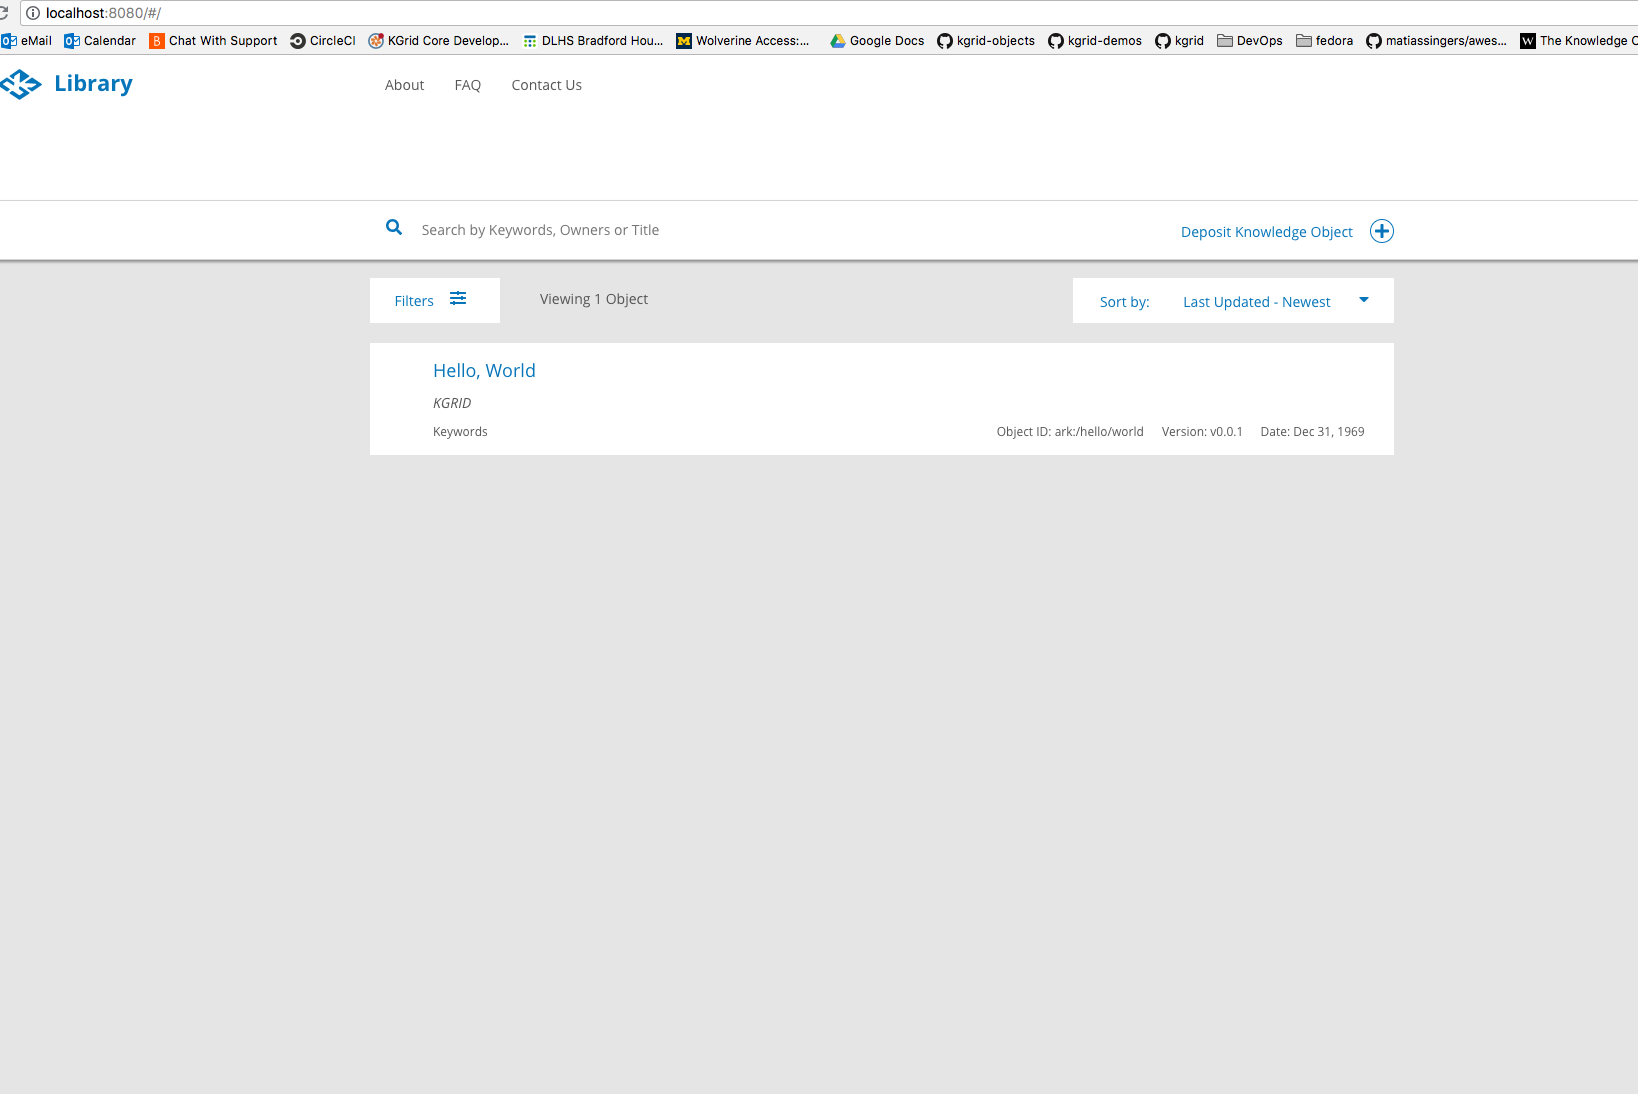 localhost:8080/#/
eMail Calendar Chat With Support CircleCI KGrid Core Develop... DLHS Bradford Hou... Wolverine Access:... Google Docs kgrid-objects kgrid-demos kgrid DevOps fedora matiassingers/awes... The Knowledge
Library About FAQ Contact Us
Search by Keywords, Owners or Title Deposit Knowledge Object
Filters Viewing 1 Object Sort by: Last Updated - Newest
Hello, World
KGRID
Keywords Object ID: ark:/hello/world Version: v0.0.1 Date: Dec 31, 1969